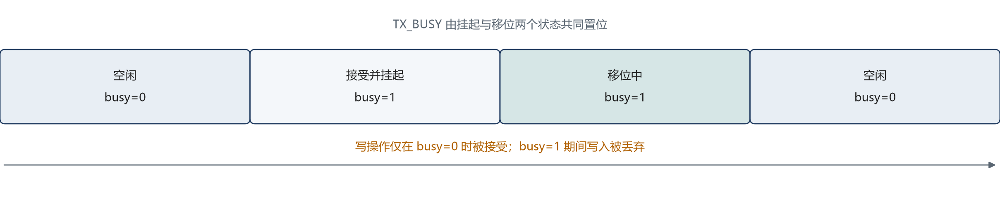 TX_BUSY 由挂起与移位两个状态共同置位
空闲
busy=0
接受并挂起
busy=1
移位中
busy=1
空闲
busy=0
写操作仅在 busy=0 时被接受；busy=1 期间写入被丢弃